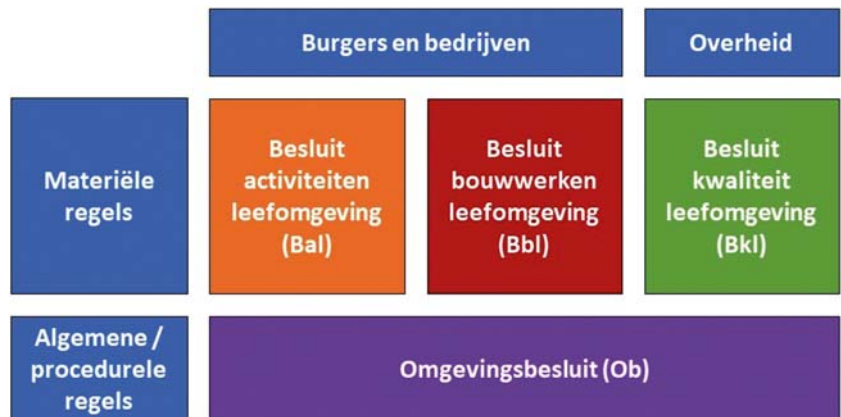 Burgers en bedrijven
Overheid
Materiële
regels
Besluit
activiteiten
leefomgeving
(Bal)
Besluit
bouwwerken
leefomgeving
(Bbl)
Besluit
kwaliteit
leefomgeving
(Bkl)
Algemene /
procedurele
regels
Omgevingsbesluit (Ob)